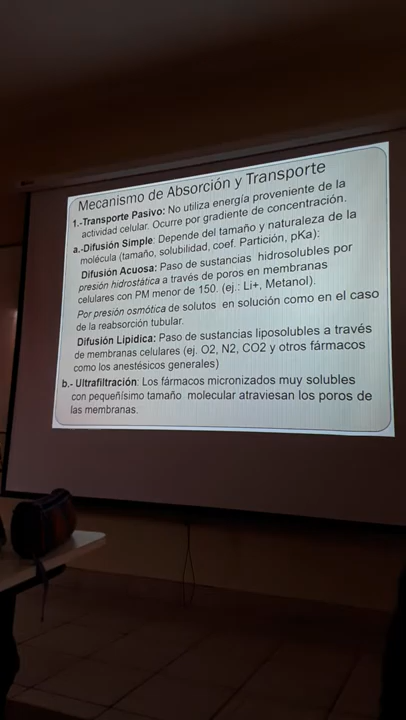 Mecanismo de Absorción y Transporte
1.-Transporte Pasivo: No utiliza energía proveniente de la
actividad celular. Ocurre por gradiente de concentración.
a.-Difusión Simple: Depende del tamaño y naturaleza de la
molécula (tamaño, solubilidad, coef. Partición, pKa):
Difusión Acuosa: Paso de sustancias hidrosolubles por
presión hidrostática a través de poros en membranas
celulares con PM menor de 150. (ej.: Li+, Metanol).
Por presión osmótica de solutos en solución como en el caso
de la reabsorción tubular.
Difusión Lipídica: Paso de sustancias liposolubles a través
de membranas celulares (ej. O2, N2, CO2 y otros fármacos
como los anestésicos generales)
b.- Ultrafiltración: Los fármacos micronizados muy solubles
con pequeñísimo tamaño molecular atraviesan los poros de
las membranas.